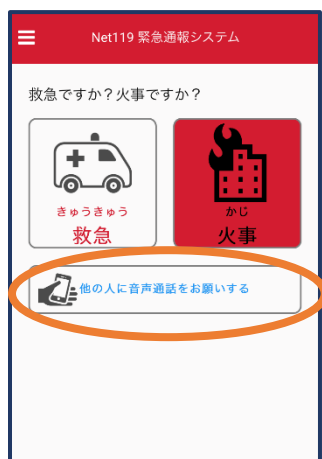 Net119 緊急通報システム
救急ですか？火事ですか？
きゅうきゅう
救急
かじ
火事
他の人に音声通話をお願いする